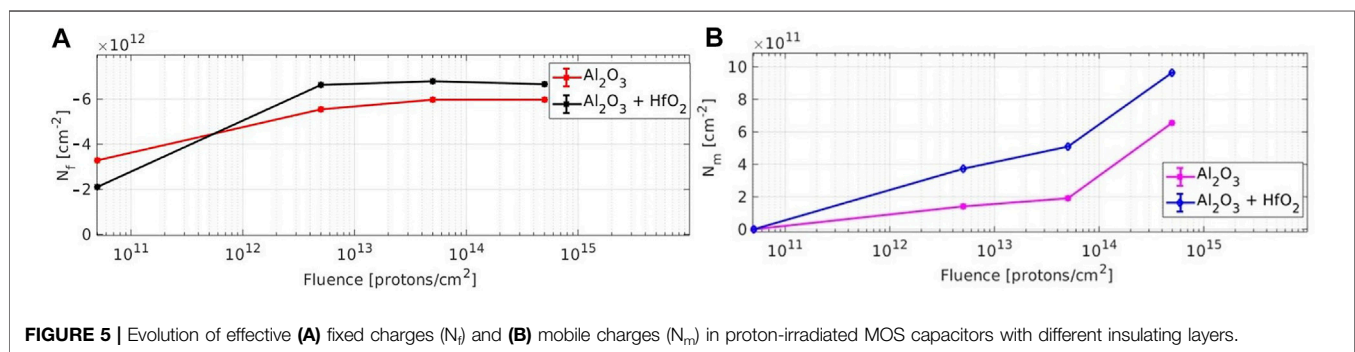 A
×10¹²
-6
-4
-2
0
N_f [cm⁻²]
Al₂O₃
Al₂O₃ + HfO₂
10¹¹ 10¹² 10¹³ 10¹⁴ 10¹⁵
Fluence [protons/cm²]
B
×10¹¹
10
8
6
4
2
0
N_m [cm⁻²]
Al₂O₃
Al₂O₃ + HfO₂
10¹¹ 10¹² 10¹³ 10¹⁴ 10¹⁵
Fluence [protons/cm²]
FIGURE 5 | Evolution of effective (A) fixed charges (N_f) and (B) mobile charges (N_m) in proton-irradiated MOS capacitors with different insulating layers.